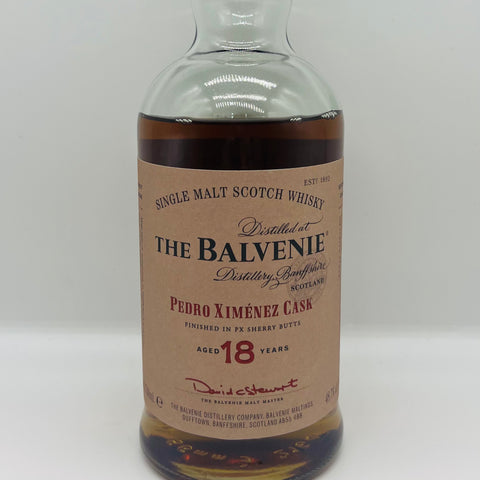 ESTD 1892
SINGLE MALT SCOTCH WHISKY
Distilled at
THE BALVENIE®
Distillery, Banffshire
SCOTLAND
PEDRO XIMÉNEZ CASK
FINISHED IN PX SHERRY BUTTS
AGED 18 YEARS
David C Stewart
THE BALVENIE MALT MASTER
THE BALVENIE DISTILLERY COMPANY, BALVENIE MALTINGS,
DUFFTOWN, BANFFSHIRE, SCOTLAND AB55 4BB.